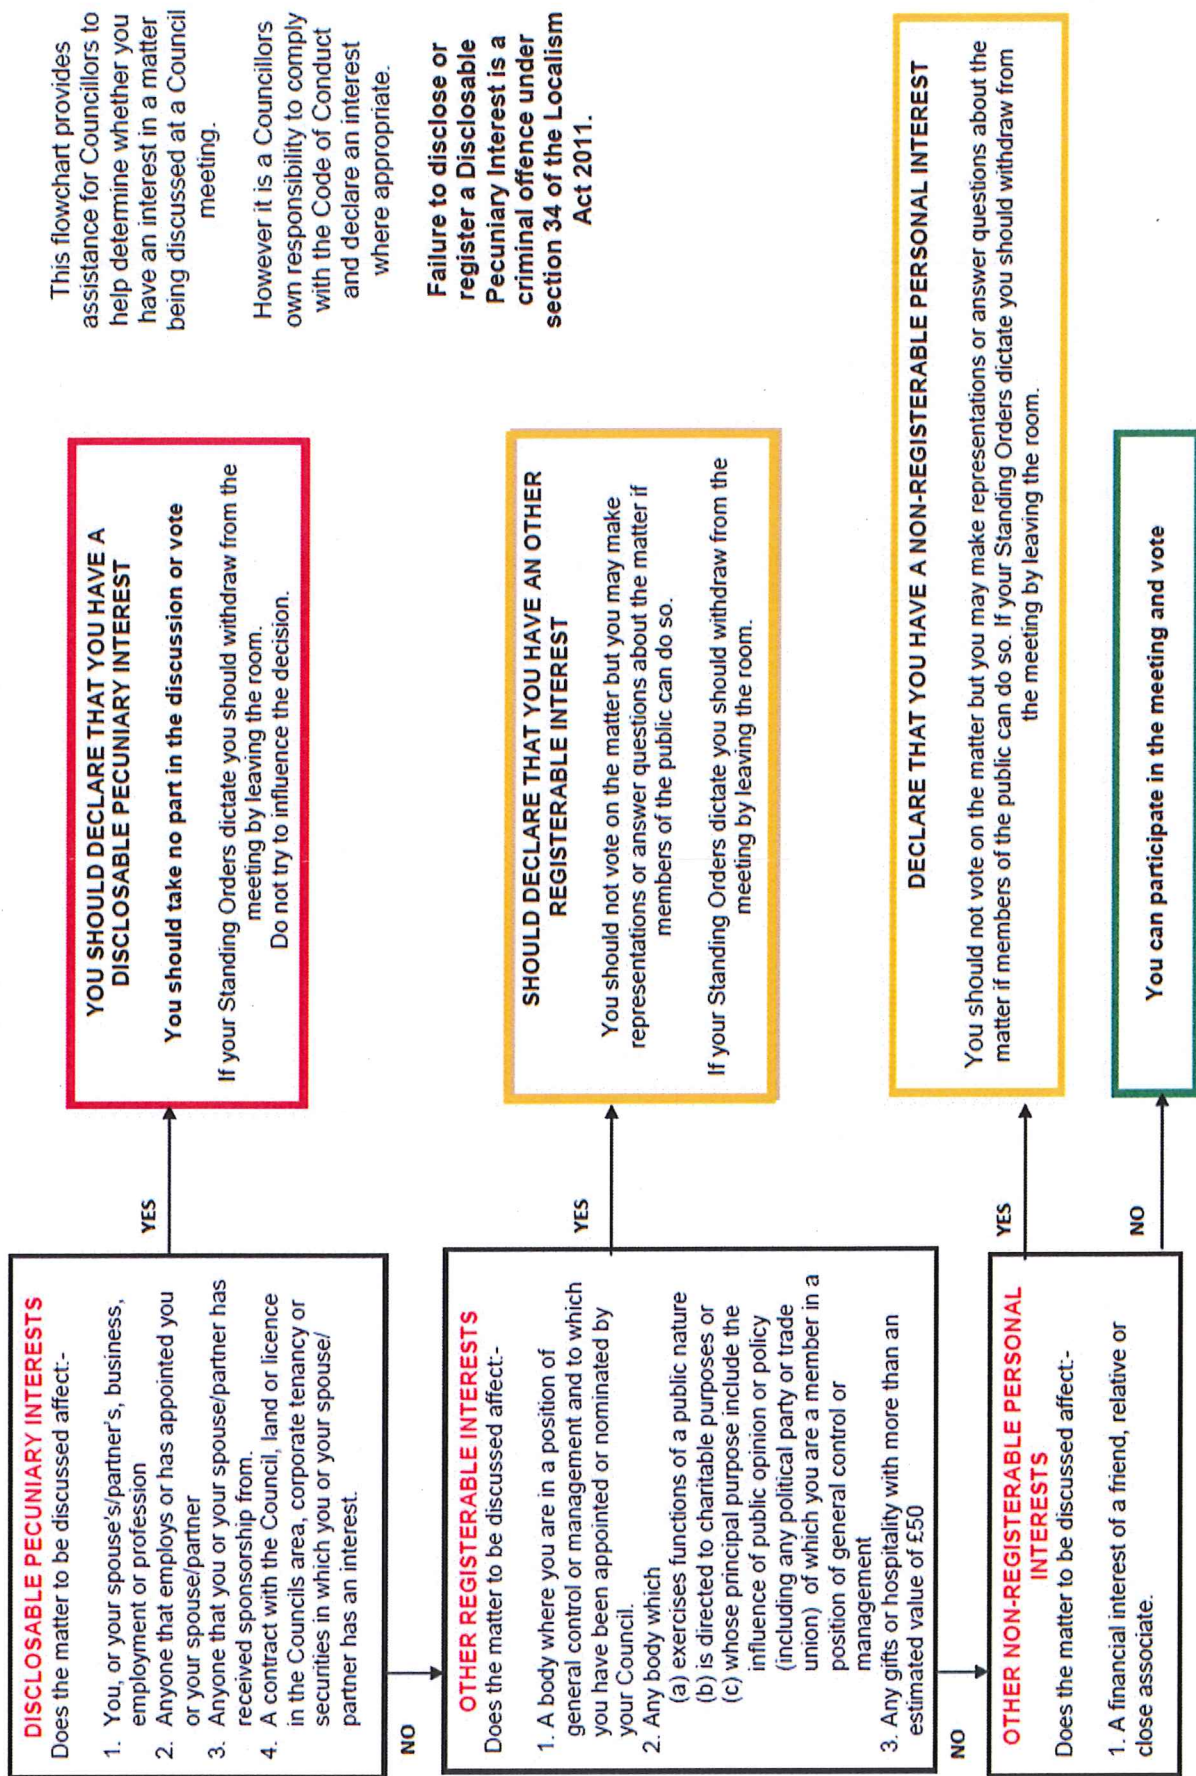 DISCLOSABLE PECUNIARY INTERESTS
Does the matter to be discussed affect:-
1. You, or your spouse's/partner's, business,
employment or profession
2. Anyone that employs or has appointed you
or your spouse/partner
3. Anyone that you or your spouse/partner has
received sponsorship from.
4. A contract with the Council, land or licence
in the Councils area, corporate tenancy or
securities in which you or your spouse/
partner has an interest.
YES
YOU SHOULD DECLARE THAT YOU HAVE A
DISCLOSABLE PECUNIARY INTEREST
You should take no part in the discussion or vote
If your Standing Orders dictate you should withdraw from the
meeting by leaving the room.
Do not try to influence the decision.
This flowchart provides
assistance for Councillors to
help determine whether you
have an interest in a matter
being discussed at a Council
meeting.
However it is a Councillors
own responsibility to comply
with the Code of Conduct
and declare an interest
where appropriate.
Failure to disclose or
register a Disclosable
Pecuniary Interest is a
criminal offence under
section 34 of the Localism
Act 2011.
NO
OTHER REGISTERABLE INTERESTS
Does the matter to be discussed affect:-
1. A body where you are in a position of
general control or management and to which
you have been appointed or nominated by
your Council.
2. Any body which
(a) exercises functions of a public nature
(b) is directed to charitable purposes or
(c) whose principal purpose include the
influence of public opinion or policy
(including any political party or trade
union) of which you are a member in a
position of general control or
management
3. Any gifts or hospitality with more than an
estimated value of £50
YES
SHOULD DECLARE THAT YOU HAVE AN OTHER
REGISTERABLE INTEREST
You should not vote on the matter but you may make
representations or answer questions about the matter if
members of the public can do so.
If your Standing Orders dictate you should withdraw from the
meeting by leaving the room.
NO
OTHER NON-REGISTERABLE PERSONAL
INTERESTS
Does the matter to be discussed affect:-
1. A financial interest of a friend, relative or
close associate.
YES
DECLARE THAT YOU HAVE A NON-REGISTERABLE PERSONAL INTEREST
You should not vote on the matter but you may make representations or answer questions about the
matter if members of the public can do so. If your Standing Orders dictate you should withdraw from
the meeting by leaving the room.
NO
You can participate in the meeting and vote